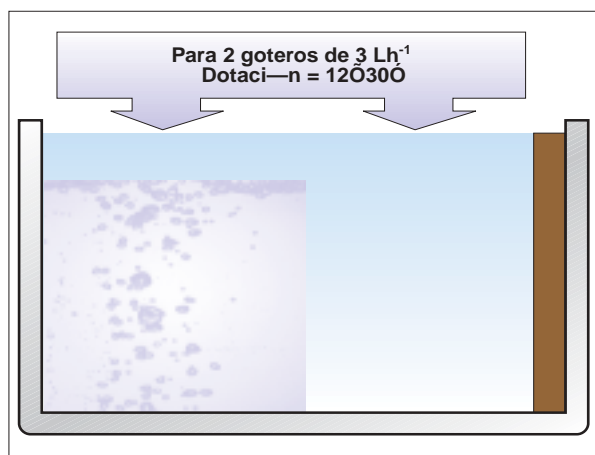 Para 2 goteros de 3 Lh⁻¹
Dotaci—n = 12Õ30Ó